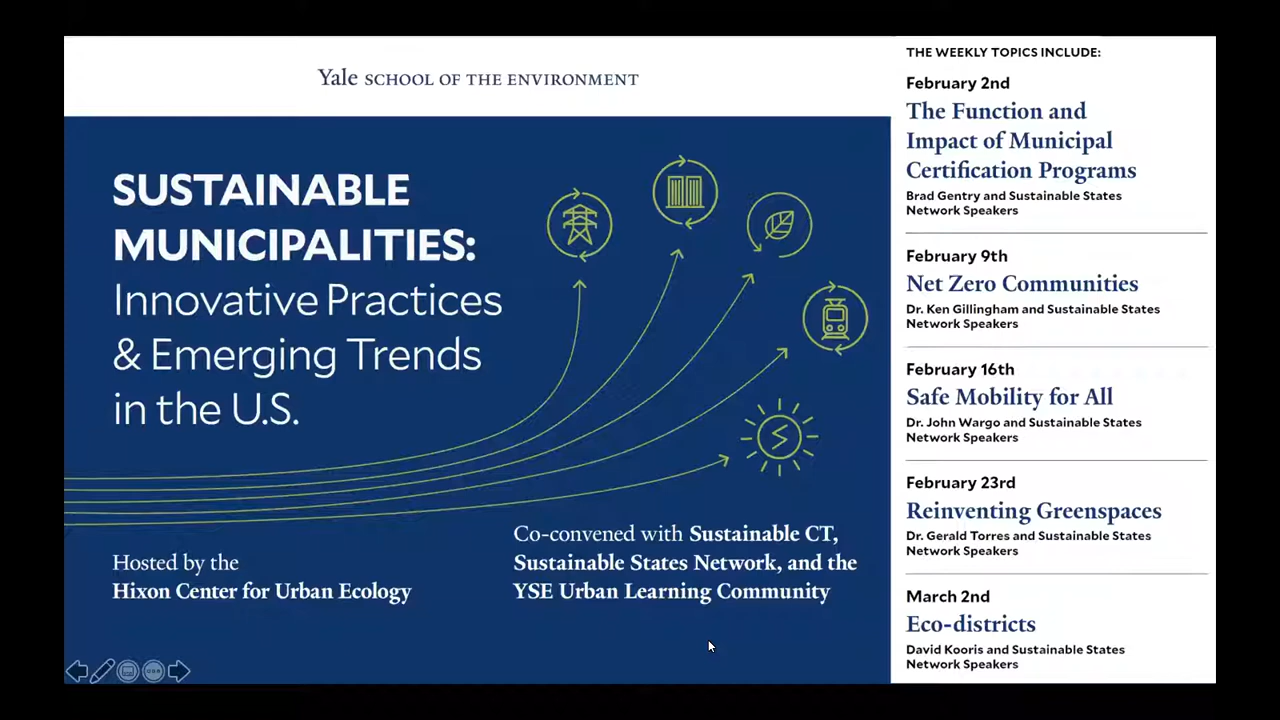 Yale SCHOOL OF THE ENVIRONMENT
SUSTAINABLE
MUNICIPALITIES:
Innovative Practices
& Emerging Trends
in the U.S.
Hosted by the
Hixon Center for Urban Ecology
Co-convened with Sustainable CT,
Sustainable States Network, and the
YSE Urban Learning Community
THE WEEKLY TOPICS INCLUDE:
February 2nd
The Function and
Impact of Municipal
Certification Programs
Brad Gentry and Sustainable States
Network Speakers
February 9th
Net Zero Communities
Dr. Ken Gillingham and Sustainable States
Network Speakers
February 16th
Safe Mobility for All
Dr. John Wargo and Sustainable States
Network Speakers
February 23rd
Reinventing Greenspaces
Dr. Gerald Torres and Sustainable States
Network Speakers
March 2nd
Eco-districts
David Kooris and Sustainable States
Network Speakers